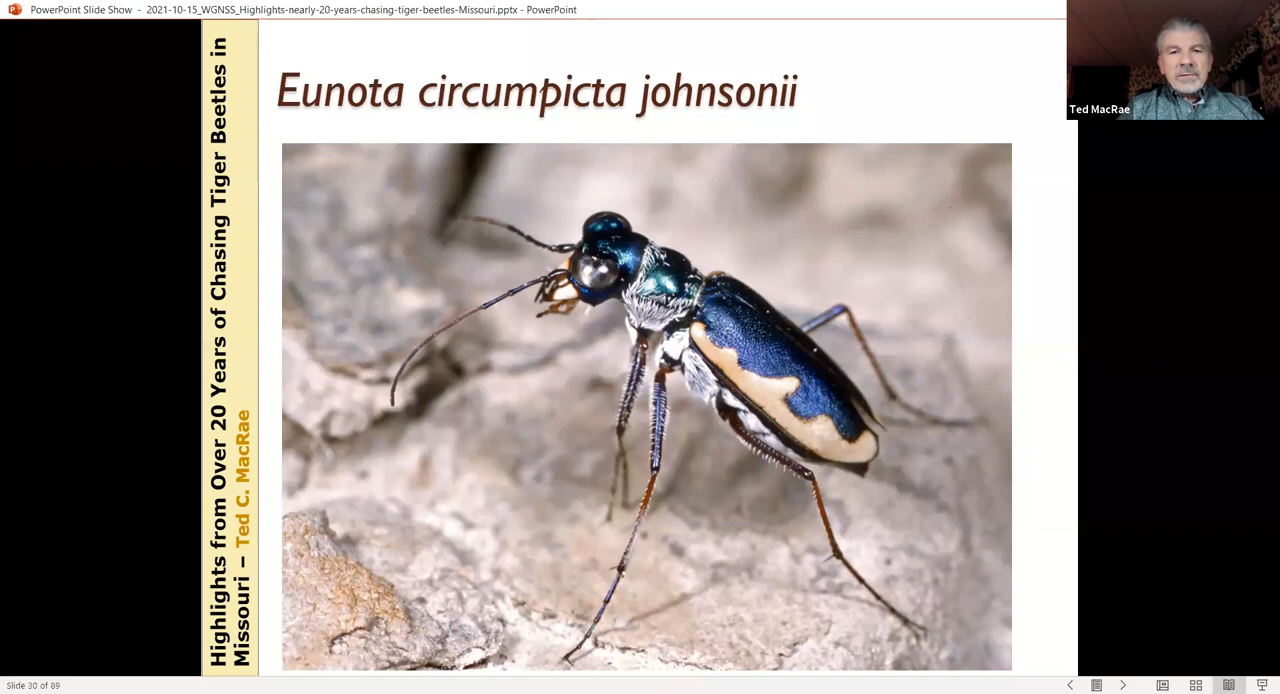 PowerPoint Slide Show - 2021-10-15_WGNSS_Highlights-nearly-20-years-chasing-tiger-beetles-Missouri.pptx - PowerPoint
Highlights from Over 20 Years of Chasing Tiger Beetles in
Missouri – Ted C. MacRae
Eunota circumpicta johnsonii
Ted MacRae
Slide 30 of 89